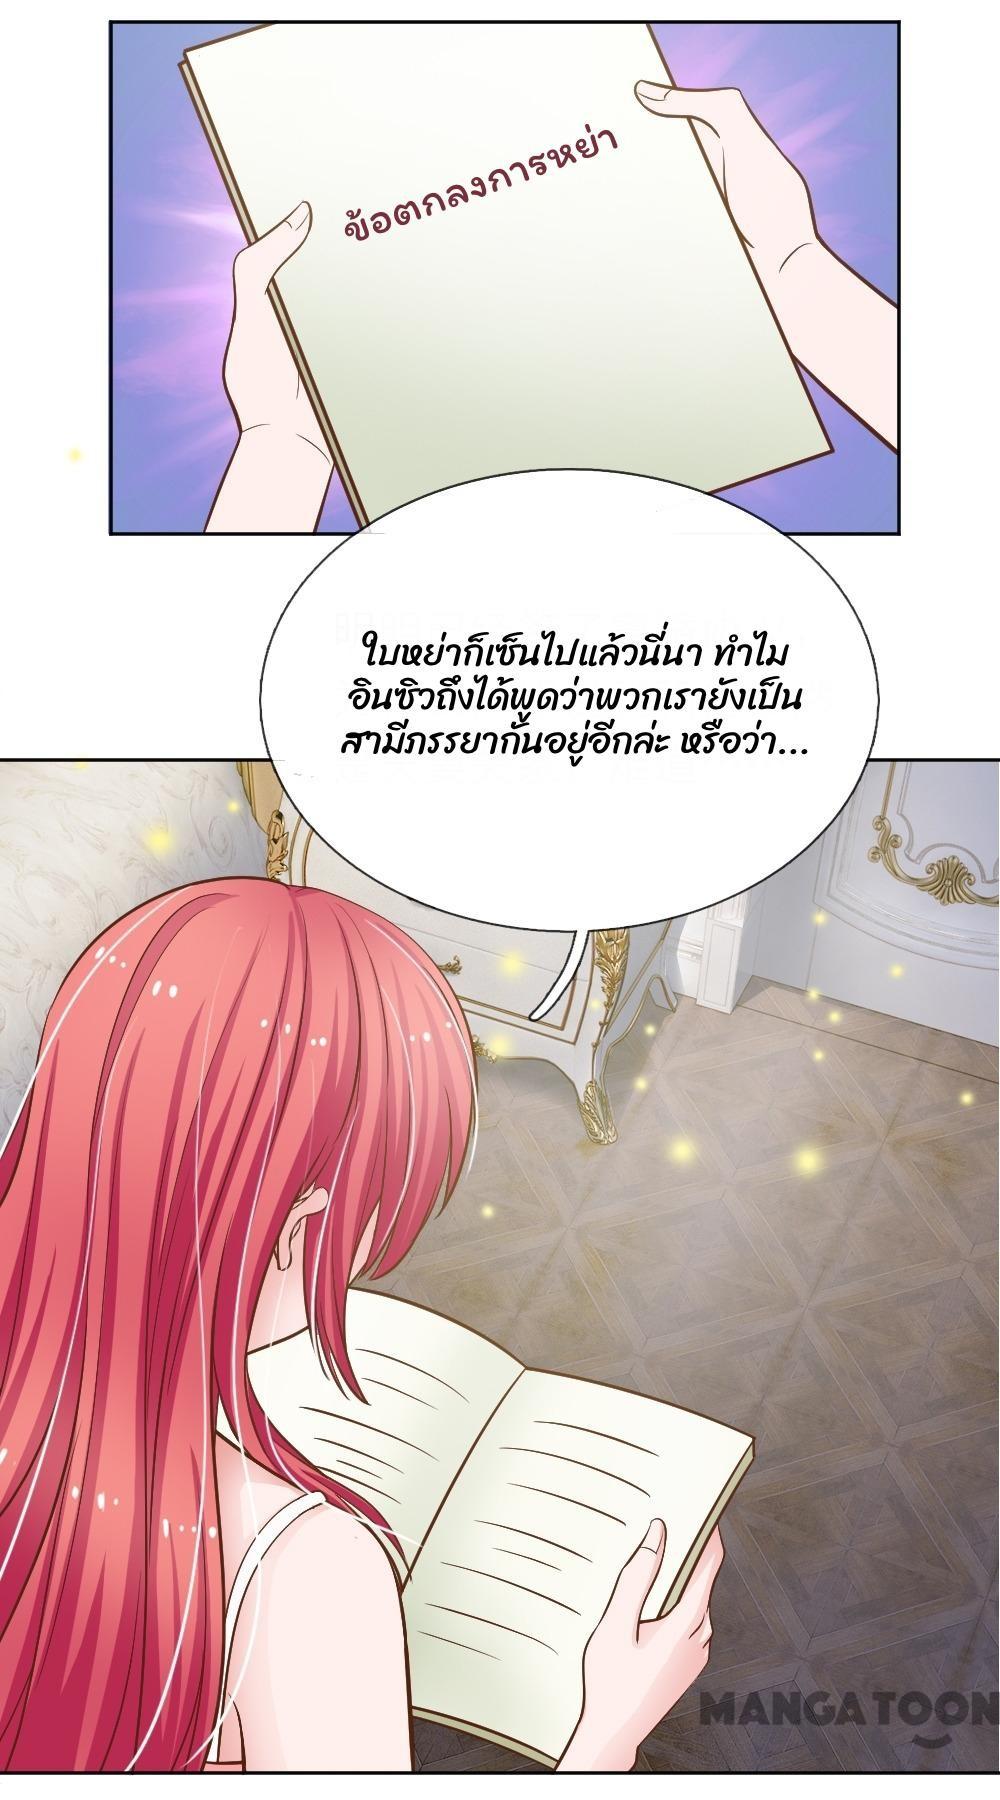 ข้อตกลงการหย่า
ใบหย่าก็เซ็นไปแล้วนี่นา ทำไม
อินซิวถึงได้พูดว่าพวกเรายังเป็น
สามีภรรยากันอยู่อีกล่ะ หรือว่า...
MANGA TOON